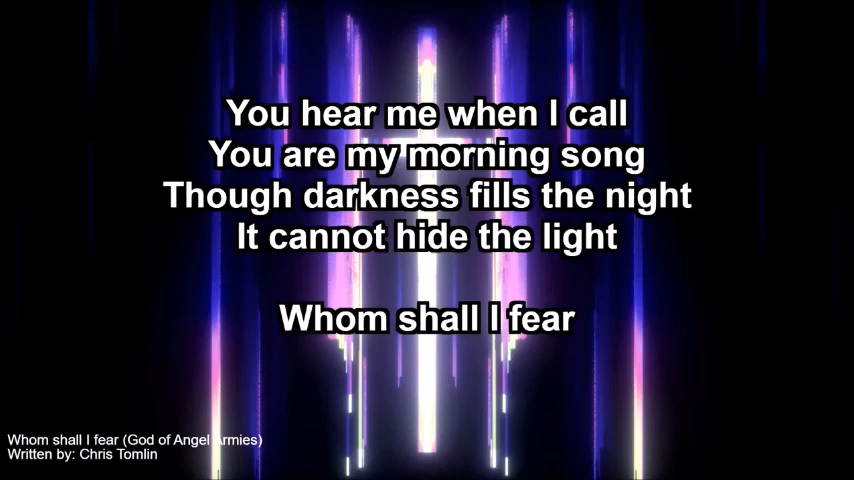 You hear me when I call
You are my morning song
Though darkness fills the night
It cannot hide the light
Whom shall I fear
Whom shall I fear (God of Angel Armies)
Written by: Chris Tomlin